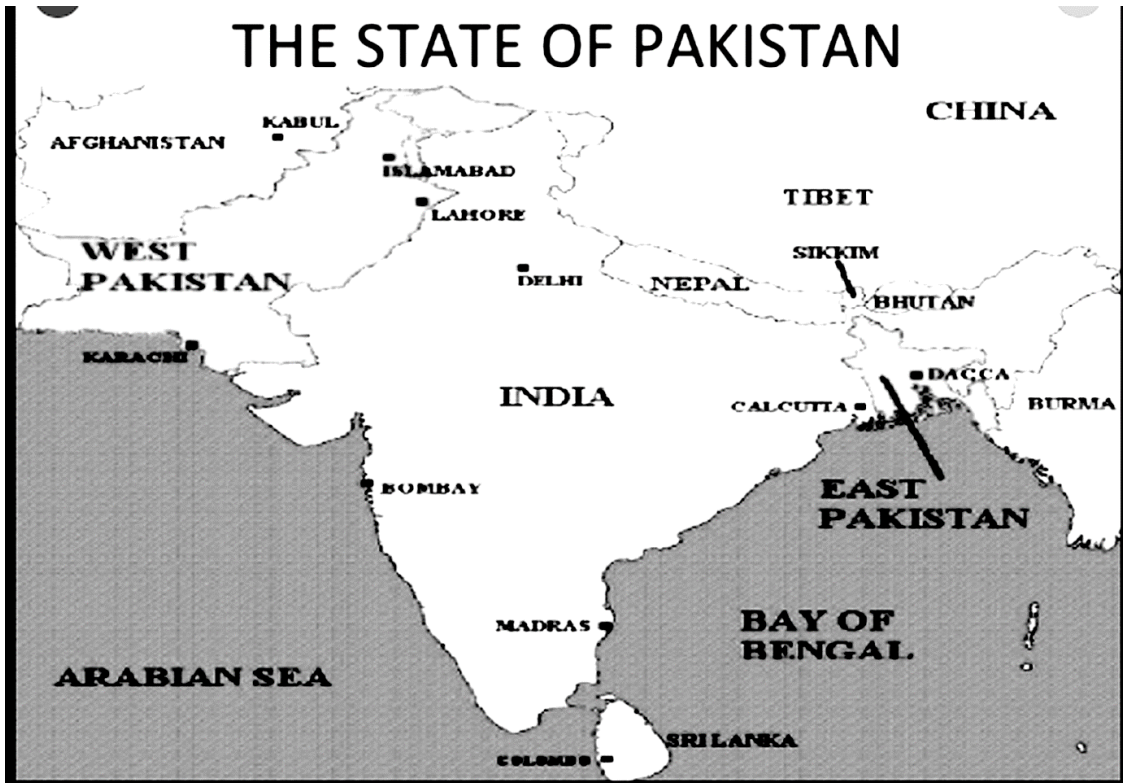 THE STATE OF PAKISTAN
CHINA
KABUL
AFGHANISTAN
ISLAMABAD
TIBET
LAHORE
WEST
PAKISTAN
SIKKIM
DELHI
NEPAL
BHUTAN
KARACHI
DACCA
INDIA
CALCUTTA
BURMA
BOMBAY
EAST
PAKISTAN
MADRAS
BAY OF
BENGAL
ARABIAN SEA
SRI LANKA
COLOMBO